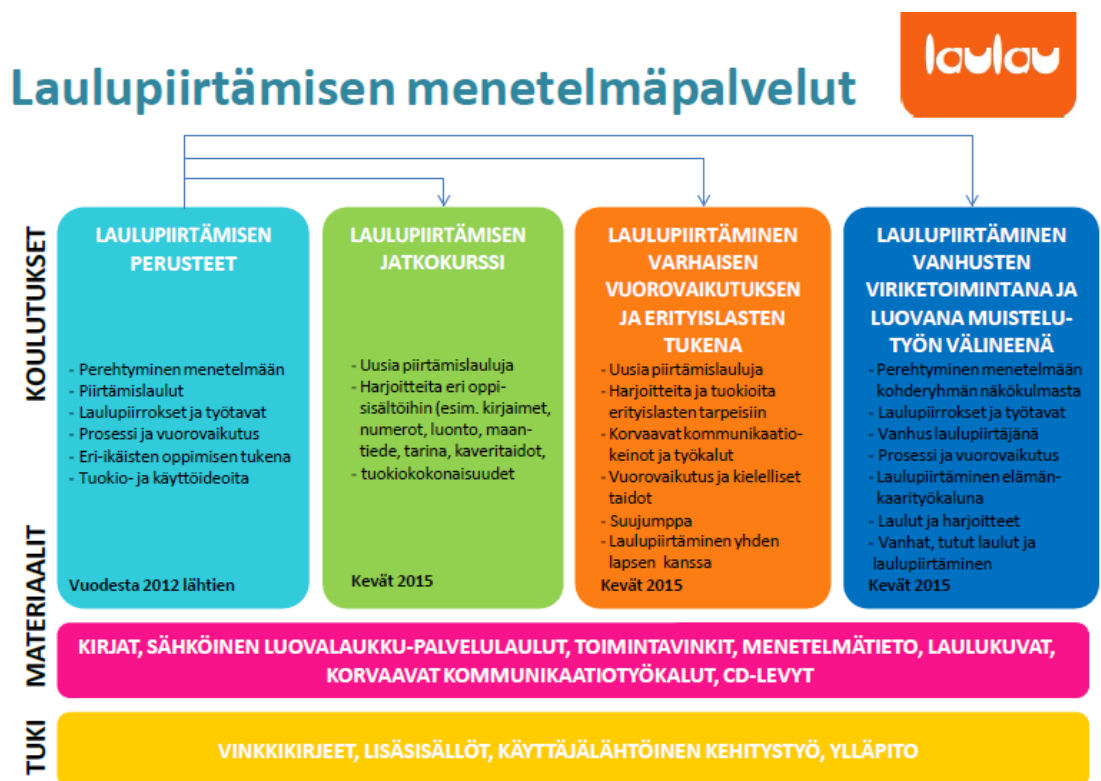 laulau
Laulupiirtämisen menetelmäpalvelut
KOULUTUKSET
LAULUPIIRTÄMISEN
PERUSTEET
- Perehtyminen menetelmään
- Piirtämislaulut
- Laulupiirrokset ja työtavat
- Prosessi ja vuorovaikutus
- Eri-ikäisten oppimisen tukena
- Tuokio- ja käyttöideoita
Vuodesta 2012 lähtien
LAULUPIIRTÄMISEN
JATKOKURSSI
- Uusia piirtämislauluja
- Harjoitteita eri oppi-
sisältöihin (esim. kirjaimet,
numerot, luonto, maan-
tiede, tarina, kaveritaidot,
- tuokiokokonaisuudet
Kevät 2015
LAULUPIIRTÄMINEN
VARHAISEN
VUOROVAIKUTUKSEN
JA ERITYISLASTEN
TUKENA
- Uusia piirtämislauluja
- Harjoitteita ja tuokioita
erityislasten tarpeisiin
- Korvaavat kommunikaatio-
keinot ja työkalut
- Vuorovaikutus ja kielelliset
taidot
- Suujumppa
- Laulupiirtäminen yhden
lapsen kanssa
Kevät 2015
LAULUPIIRTÄMINEN
VANHUSTEN
VIRIKETOIMINTANA JA
LUOVANA MUISTELU-
TYÖN VÄLINEENÄ
- Perehtyminen menetelmään
kohderyhmän näkökulmasta
- Laulupiirrokset ja työtavat
- Vanhus laulupiirtäjänä
- Prosessi ja vuorovaikutus
- Laulupiirtäminen elämän-
kaarityökaluna
- Laulut ja harjoitteet
- Vanhat, tutut laulut ja
laulupiirtäminen
Kevät 2015
MATERIAALIT
KIRJAT, SÄHKÖINEN LUOVALAUKKU-PALVELULAULUT, TOIMINTAVINKIT, MENETELMÄTIETO, LAULUKUVAT,
KORVAAVAT KOMMUNIKAATIOTYÖKALUT, CD-LEVYT
TUKI
VINKKIKIRJEET, LISÄSISÄLLÖT, KÄYTTÄJÄLÄHTÖINEN KEHITYSTYÖ, YLLÄPITO